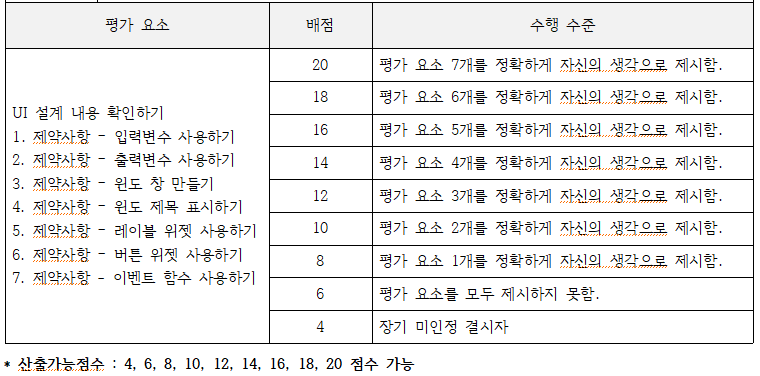 평가 요소 배점 수행 수준
UI 설계 내용 확인하기
1. 제약사항 - 입력변수 사용하기
2. 제약사항 - 출력변수 사용하기
3. 제약사항 - 윈도 창 만들기
4. 제약사항 - 윈도 제목 표시하기
5. 제약사항 - 레이블 위젯 사용하기
6. 제약사항 - 버튼 위젯 사용하기
7. 제약사항 - 이벤트 함수 사용하기
20 평가 요소 7개를 정확하게 자신의 생각으로 제시함.
18 평가 요소 6개를 정확하게 자신의 생각으로 제시함.
16 평가 요소 5개를 정확하게 자신의 생각으로 제시함.
14 평가 요소 4개를 정확하게 자신의 생각으로 제시함.
12 평가 요소 3개를 정확하게 자신의 생각으로 제시함.
10 평가 요소 2개를 정확하게 자신의 생각으로 제시함.
8 평가 요소 1개를 정확하게 자신의 생각으로 제시함.
6 평가 요소를 모두 제시하지 못함.
4 장기 미인정 결시자
* 산출가능점수 : 4, 6, 8, 10, 12, 14, 16, 18, 20 점수 가능